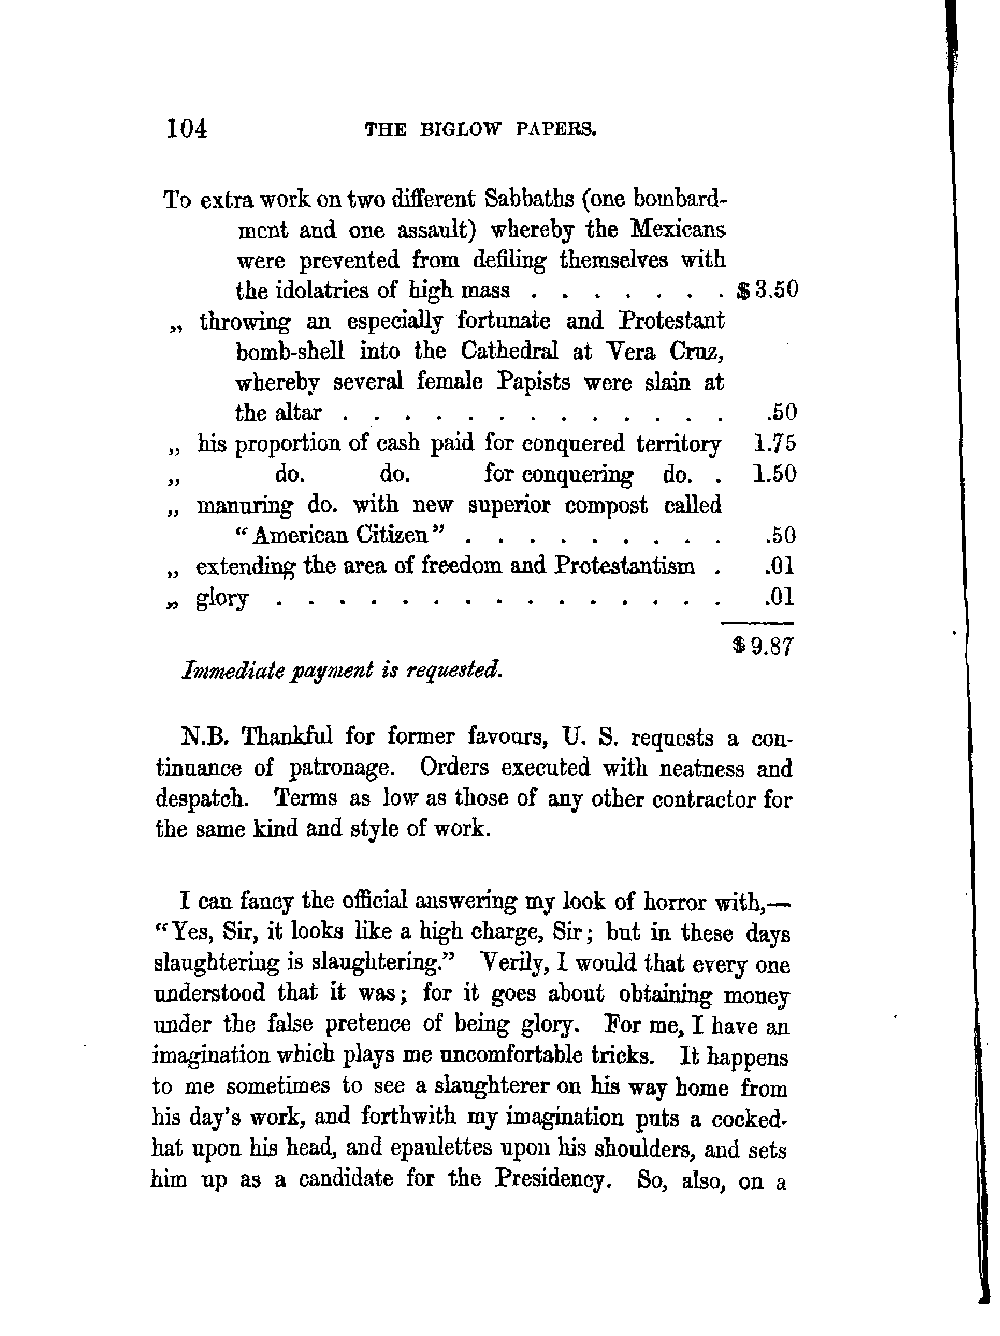 104 THE BIGLOW PAPERS.
To extra work on two different Sabbaths (one bombard-
ment and one assault) whereby the Mexicans
were prevented from defiling themselves with
the idolatries of high mass . . . . . . . $3.50
„ throwing an especially fortunate and Protestant
bomb-shell into the Cathedral at Vera Cruz,
whereby several female Papists were slain at
the altar . . . . . . . . . . . . . .50
„ his proportion of cash paid for conquered territory 1.75
„ do. do. for conquering do. . 1.50
„ manuring do. with new superior compost called
“American Citizen” . . . . . . . . . .50
„ extending the area of freedom and Protestantism . .01
„ glory . . . . . . . . . . . . . . . .01
$9.87
Immediate payment is requested.
N.B. Thankful for former favours, U. S. requests a con-
tinuance of patronage. Orders executed with neatness and
despatch. Terms as low as those of any other contractor for
the same kind and style of work.
I can fancy the official answering my look of horror with,—
“Yes, Sir, it looks like a high charge, Sir; but in these days
slaughtering is slaughtering.” Verily, I would that every one
understood that it was; for it goes about obtaining money
under the false pretence of being glory. For me, I have an
imagination which plays me uncomfortable tricks. It happens
to me sometimes to see a slaughterer on his way home from
his day’s work, and forthwith my imagination puts a cocked-
hat upon his head, and epaulettes upon his shoulders, and sets
him up as a candidate for the Presidency. So, also, on a